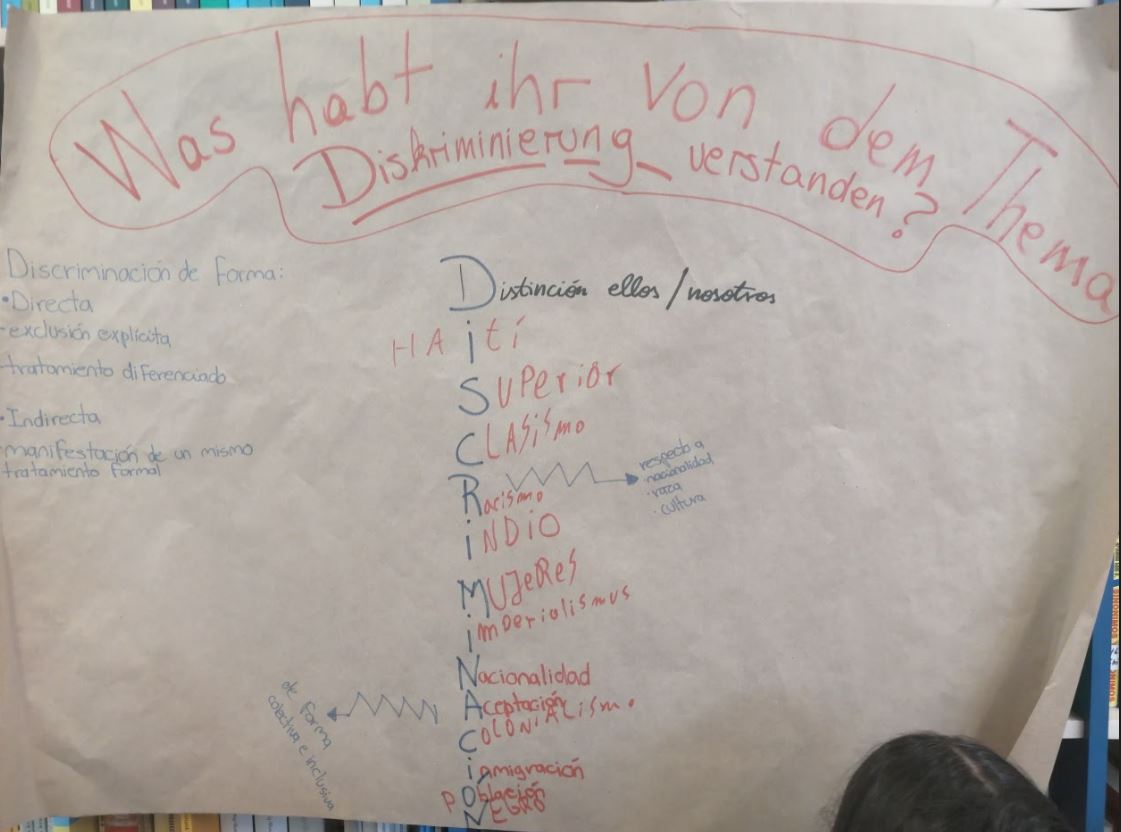 Was habt ihr von dem Thema
Diskriminierung verstanden?
Discriminación de forma:
•Directa
-exclusión explícita
-tratamiento diferenciado
•Indirecta
-manifestación de un mismo
tratamiento formal
Distinción ellos/nosotros
HAití
SUPeriOr
CLASismo
Racismo
respecto a
·nacionalidad
·raza
·cultura
iNDiO
MUJeReS
imperialismus
Nacionalidad
Aceptación
de forma
colectiva e inclusiva
COLONiALismo
inmigración
PObleción